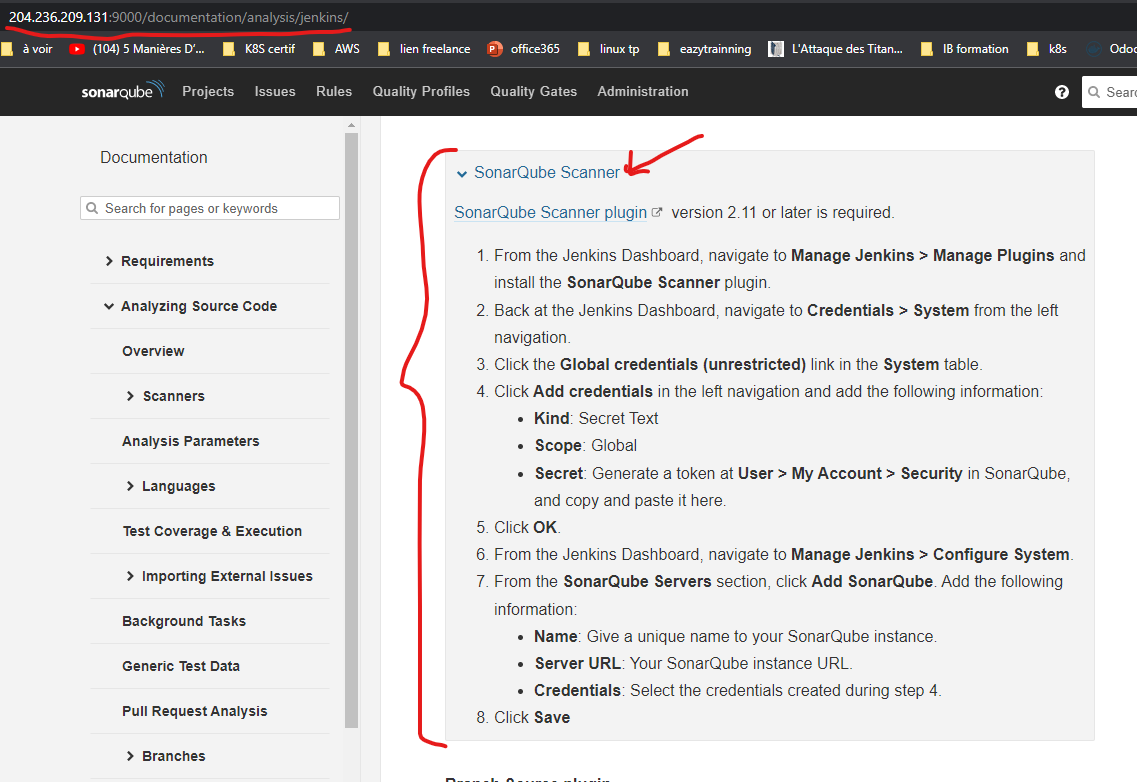 204.236.209.131:9000/documentation/analysis/jenkins/
à voir (104) 5 Manières D'... K8S certif AWS lien freelance office365 linux tp eazytrainning L'Attaque des Titan... IB formation k8s Odoo
sonarqube Projects Issues Rules Quality Profiles Quality Gates Administration ? Searc
Documentation
Search for pages or keywords
Requirements
Analyzing Source Code
Overview
Scanners
Analysis Parameters
Languages
Test Coverage & Execution
Importing External Issues
Background Tasks
Generic Test Data
Pull Request Analysis
Branches
SonarQube Scanner
SonarQube Scanner plugin version 2.11 or later is required.
1. From the Jenkins Dashboard, navigate to Manage Jenkins > Manage Plugins and
install the SonarQube Scanner plugin.
2. Back at the Jenkins Dashboard, navigate to Credentials > System from the left
navigation.
3. Click the Global credentials (unrestricted) link in the System table.
4. Click Add credentials in the left navigation and add the following information:
• Kind: Secret Text
• Scope: Global
• Secret: Generate a token at User > My Account > Security in SonarQube,
and copy and paste it here.
5. Click OK.
6. From the Jenkins Dashboard, navigate to Manage Jenkins > Configure System.
7. From the SonarQube Servers section, click Add SonarQube. Add the following
information:
• Name: Give a unique name to your SonarQube instance.
• Server URL: Your SonarQube instance URL.
• Credentials: Select the credentials created during step 4.
8. Click Save
Branch Source plugin